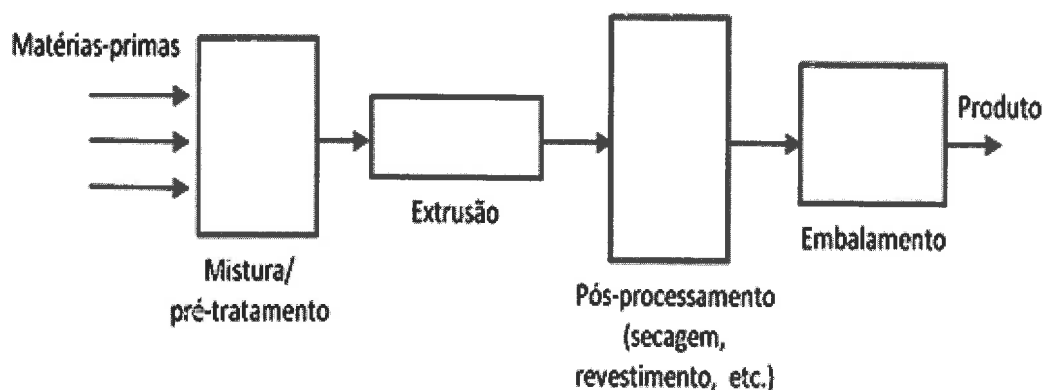 Matérias-primas
Mistura/
pré-tratamento
Extrusão
Pós-processamento
(secagem,
revestimento, etc.)
Embalamento
Produto